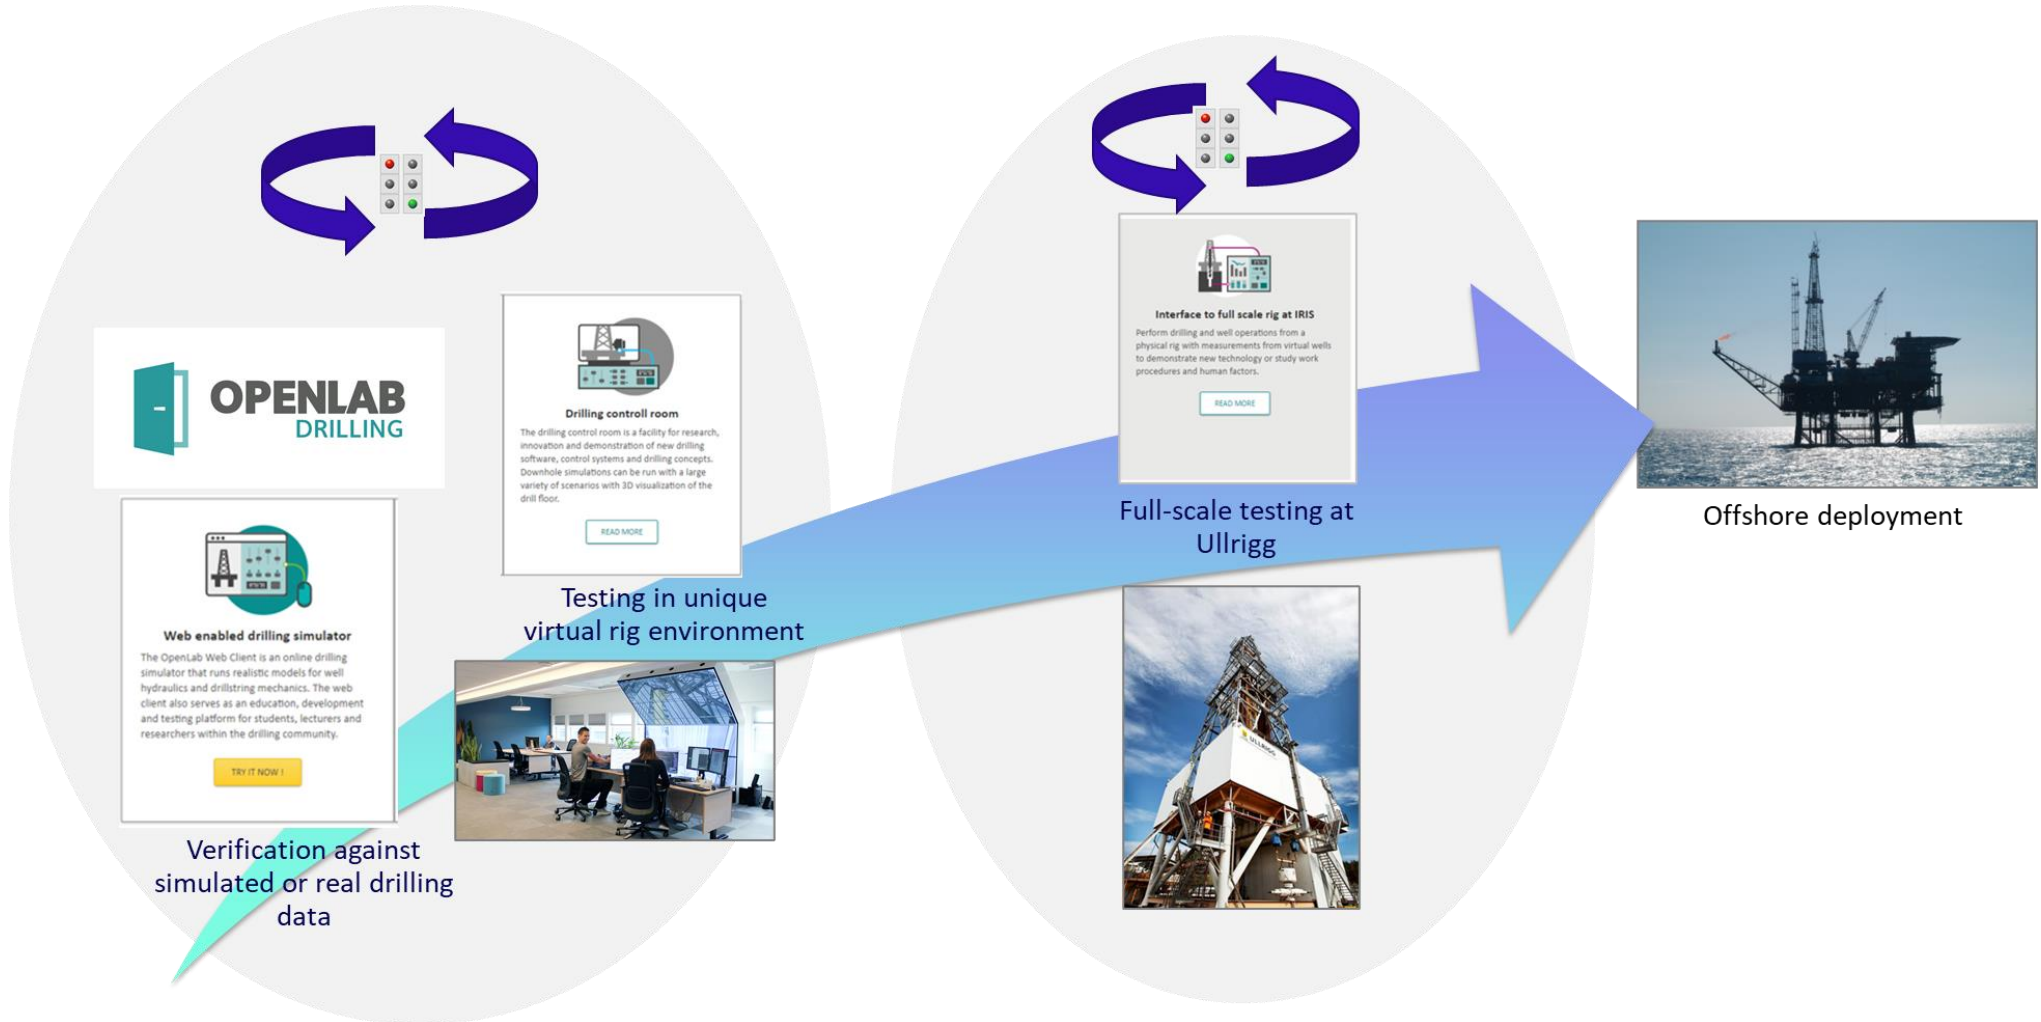 OPENLAB
DRILLING
Web enabled drilling simulator
The OpenLab Web Client is an online drilling
simulator that runs realistic models for well
hydraulics and drillstring mechanics. The web
client also serves as an education, development
and testing platform for students, lecturers and
researchers within the drilling community.
TRY IT NOW !
Verification against
simulated or real drilling
data
Drilling controll room
The drilling control room is a facility for research,
innovation and demonstration of new drilling
software, control systems and drilling concepts.
Downhole simulations can be run with a large
variety of scenarios with 3D visualization of the
drill floor.
READ MORE
Testing in unique
virtual rig environment
Interface to full scale rig at IRIS
Perform drilling and well operations from a
physical rig with measurements from virtual wells
to demonstrate new technology or study work
procedures and human factors.
READ MORE
Full-scale testing at
Ullrigg
ULLRIGG
Offshore deployment